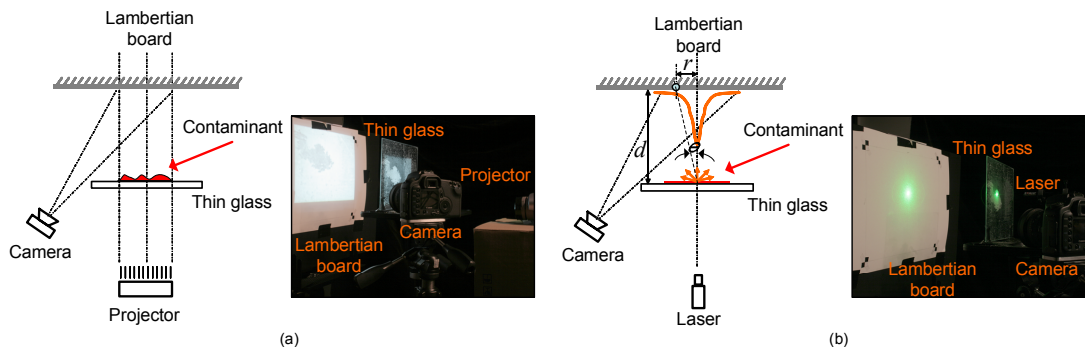 Lambertian
board
Contaminant
Thin glass
Camera
Projector
Thin glass
Projector
Camera
Lambertian
board
(a)
Lambertian
board
r
d
θ
Contaminant
Thin glass
Camera
Laser
Thin glass
Laser
Lambertian
board
Camera
(b)